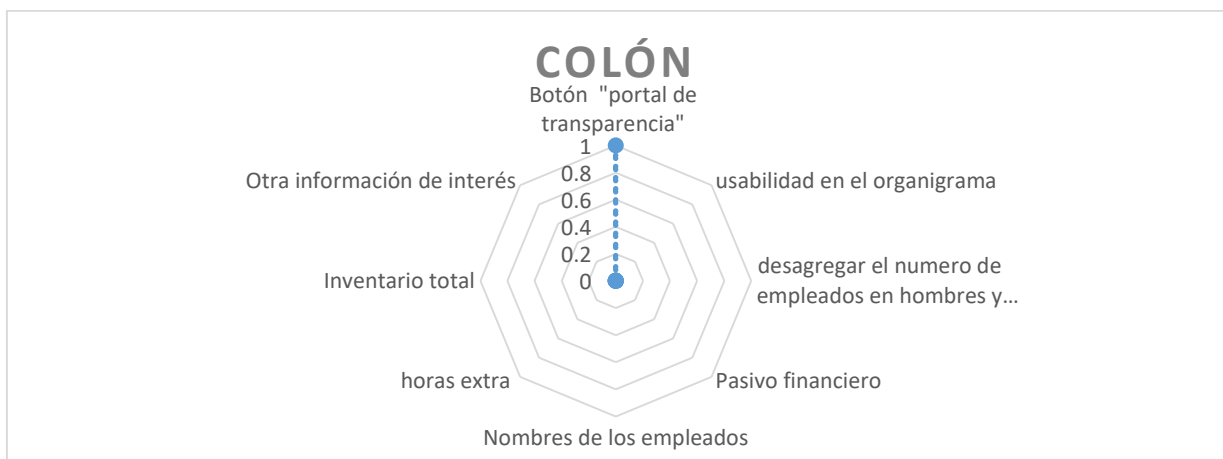 COLÓN
Botón "portal de
transparencia"
1
0.8
0.6
0.4
0.2
0
usabilidad en el organigrama
desagregar el numero de
empleados en hombres y…
Pasivo financiero
Nombres de los empleados
horas extra
Inventario total
Otra información de interés